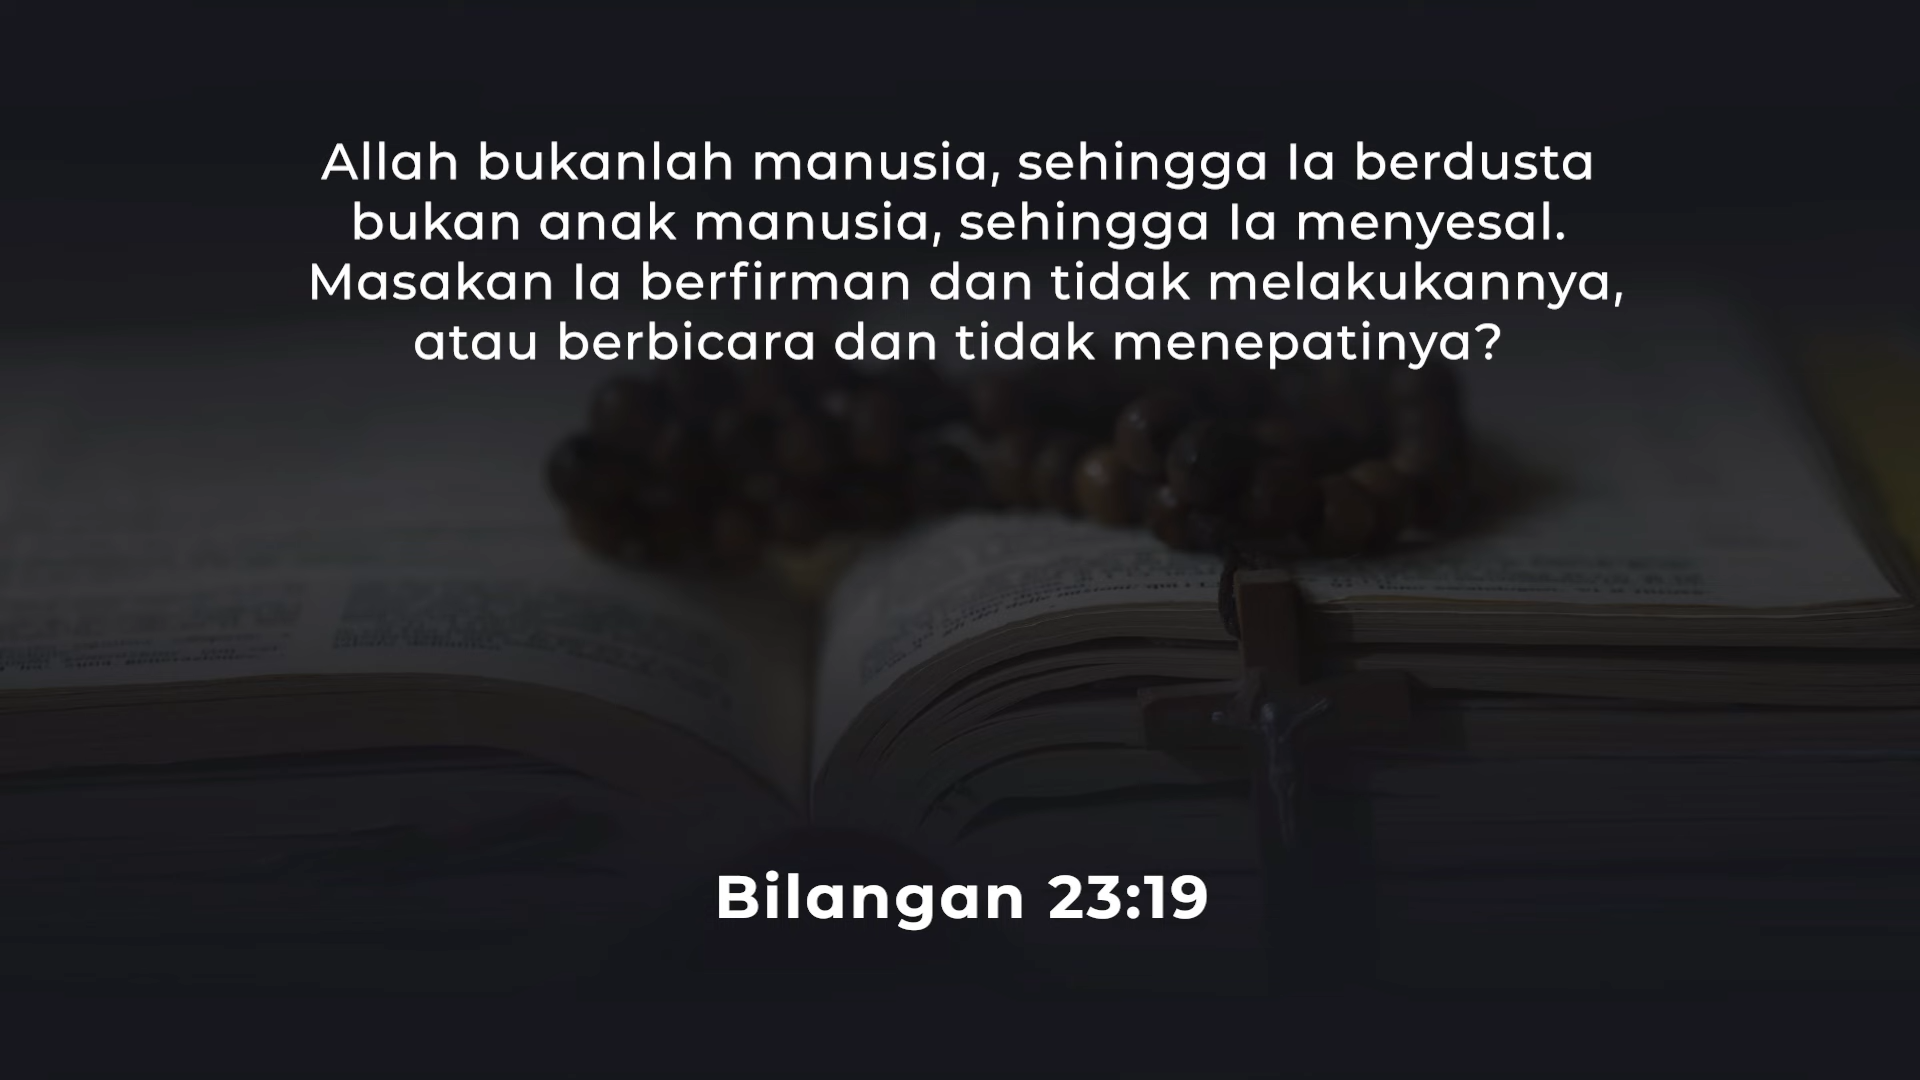 Allah bukanlah manusia, sehingga Ia berdusta
bukan anak manusia, sehingga Ia menyesal.
Masakan Ia berfirman dan tidak melakukannya,
atau berbicara dan tidak menepatinya?
Bilangan 23:19